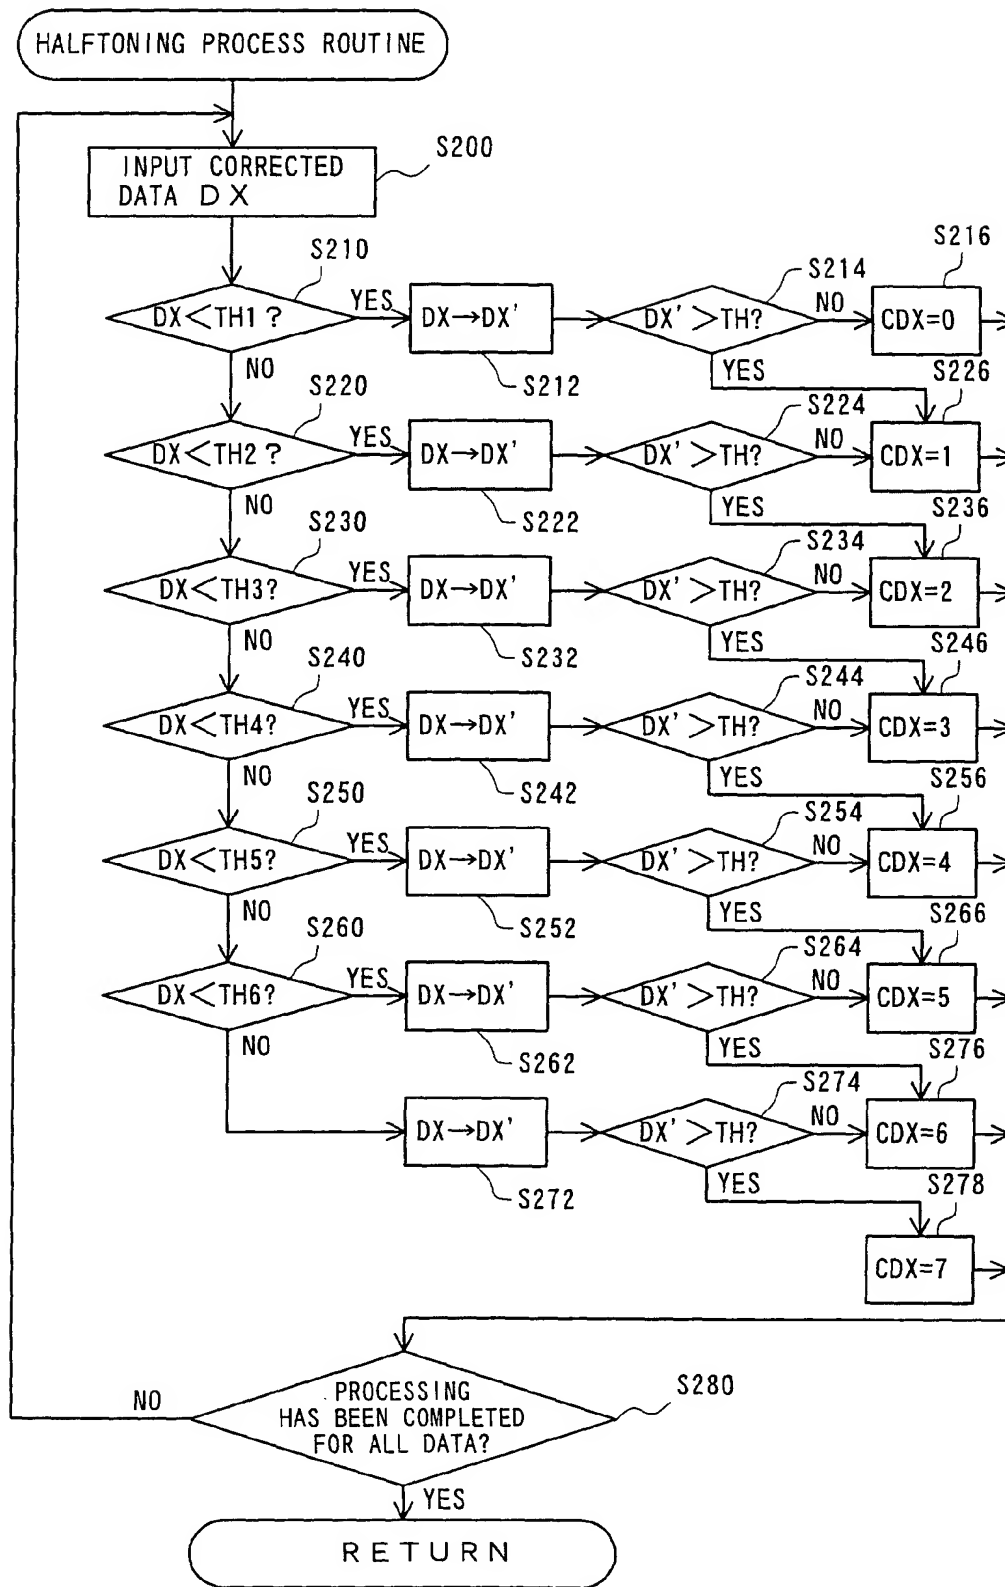 HALFTONING PROCESS ROUTINE
S200
INPUT CORRECTED
DATA DX
S210
S214
S216
DX<TH1?
YES
DX→DX'
DX'>TH?
NO
CDX=0
NO
S212
YES
S226
S220
S224
DX<TH2?
YES
DX→DX'
DX'>TH?
NO
CDX=1
NO
S222
YES
S236
S230
S234
DX<TH3?
YES
DX→DX'
DX'>TH?
NO
CDX=2
NO
S232
YES
S246
S240
S244
DX<TH4?
YES
DX→DX'
DX'>TH?
NO
CDX=3
NO
S242
YES
S256
S250
S254
DX<TH5?
YES
DX→DX'
DX'>TH?
NO
CDX=4
NO
S252
YES
S266
S260
S264
DX<TH6?
YES
DX→DX'
DX'>TH?
NO
CDX=5
NO
S262
YES
S276
S274
DX→DX'
DX'>TH?
NO
CDX=6
S272
YES
S278
CDX=7
S280
NO
PROCESSING
HAS BEEN COMPLETED
FOR ALL DATA?
YES
RETURN